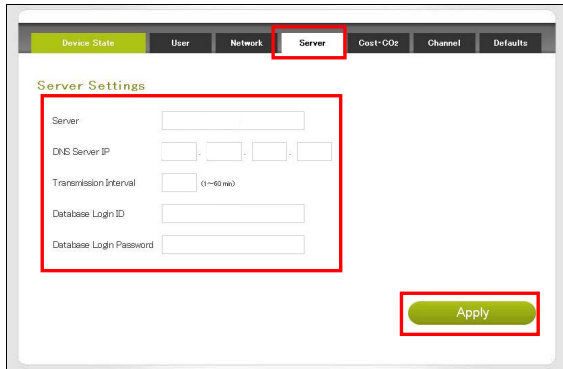 Device State User Network Server Cost・CO2 Channel Defaults
Server Settings
Server
DNS Server IP . . .
Transmission Interval (1～60 min)
Database Login ID
Database Login Password
Apply